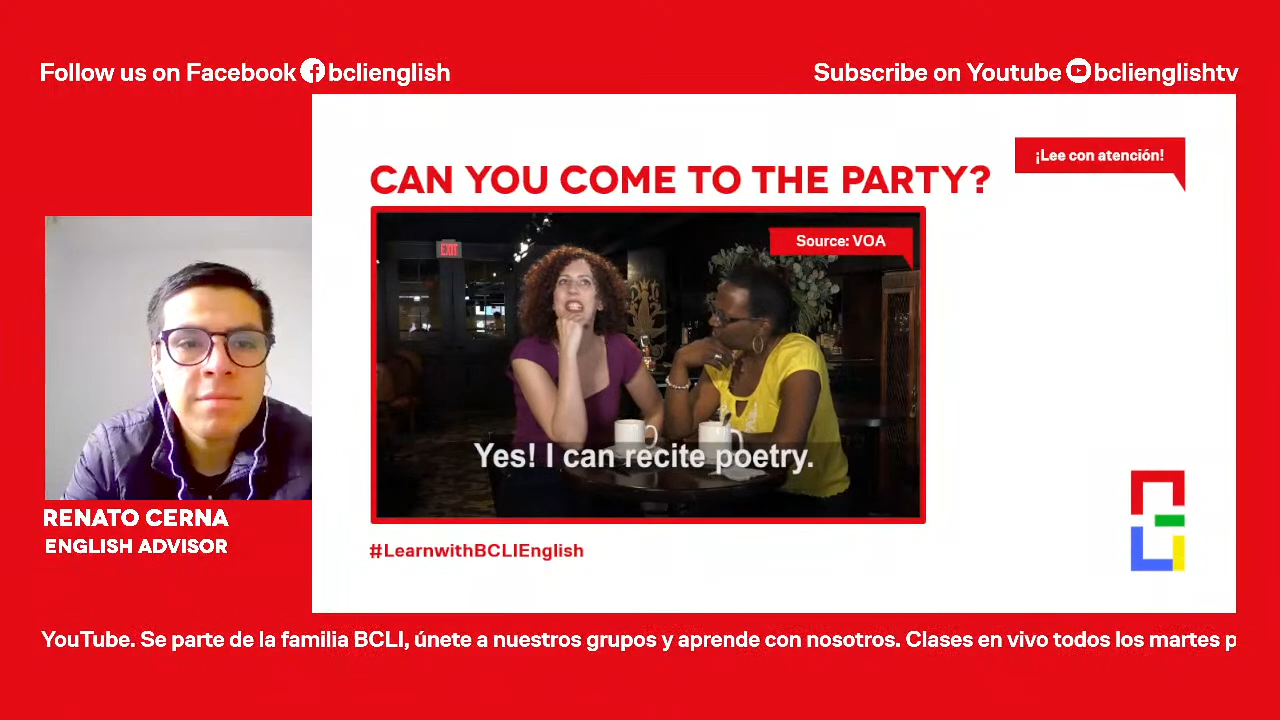 Follow us on Facebook bclienglish
Subscribe on Youtube bclienglishtv
¡Lee con atención!
CAN YOU COME TO THE PARTY?
Source: VOA
EXIT
Yes! I can recite poetry.
RENATO CERNA
ENGLISH ADVISOR
#LearnwithBCLIEnglish
YouTube. Se parte de la familia BCLI, únete a nuestros grupos y aprende con nosotros. Clases en vivo todos los martes p